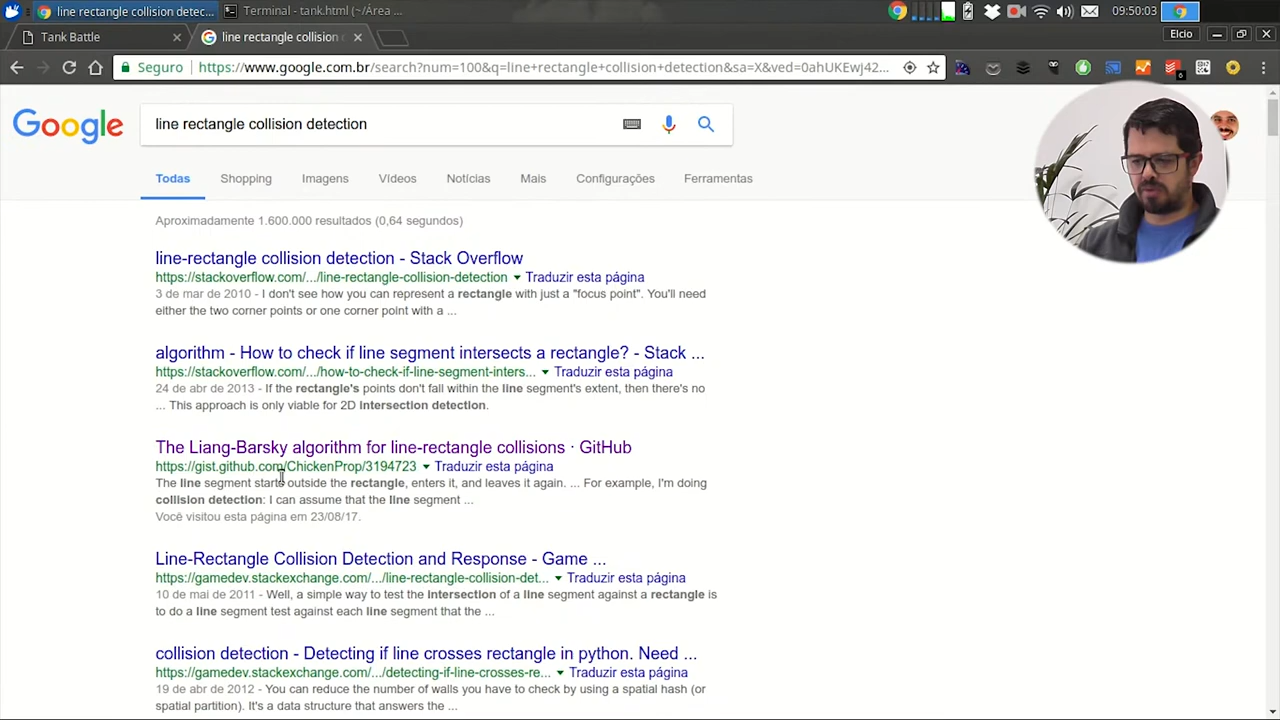 line rectangle collision detec...
Terminal - tank.html (~/Área ...
09:50:03
Tank Battle
line rectangle collision
Elcio
Seguro
https://www.google.com.br/search?num=100&q=line+rectangle+collision+detection&sa=X&ved=0ahUKEwj42...
6
Google
line rectangle collision detection
Todas Shopping Imagens Vídeos Notícias Mais Configurações Ferramentas
Aproximadamente 1.600.000 resultados (0,64 segundos)
line-rectangle collision detection - Stack Overflow
https://stackoverflow.com/.../line-rectangle-collision-detection Traduzir esta página
3 de mar de 2010 - I don't see how you can represent a rectangle with just a "focus point". You'll need
either the two corner points or one corner point with a ...
algorithm - How to check if line segment intersects a rectangle? - Stack ...
https://stackoverflow.com/.../how-to-check-if-line-segment-inters... Traduzir esta página
24 de abr de 2013 - If the rectangle's points don't fall within the line segment's extent, then there's no
... This approach is only viable for 2D intersection detection.
The Liang-Barsky algorithm for line-rectangle collisions · GitHub
https://gist.github.com/ChickenProp/3194723 Traduzir esta página
The line segment starts outside the rectangle, enters it, and leaves it again. ... For example, I'm doing
collision detection: I can assume that the line segment ...
Você visitou esta página em 23/08/17.
Line-Rectangle Collision Detection and Response - Game ...
https://gamedev.stackexchange.com/.../line-rectangle-collision-det... Traduzir esta página
10 de mai de 2011 - Well, a simple way to test the intersection of a line segment against a rectangle is
to do a line segment test against each line segment that the ...
collision detection - Detecting if line crosses rectangle in python. Need ...
https://gamedev.stackexchange.com/.../detecting-if-line-crosses-re... Traduzir esta página
19 de abr de 2012 - You can reduce the number of walls you have to check by using a spatial hash (or
spatial partition). It's a data structure that answers the ...